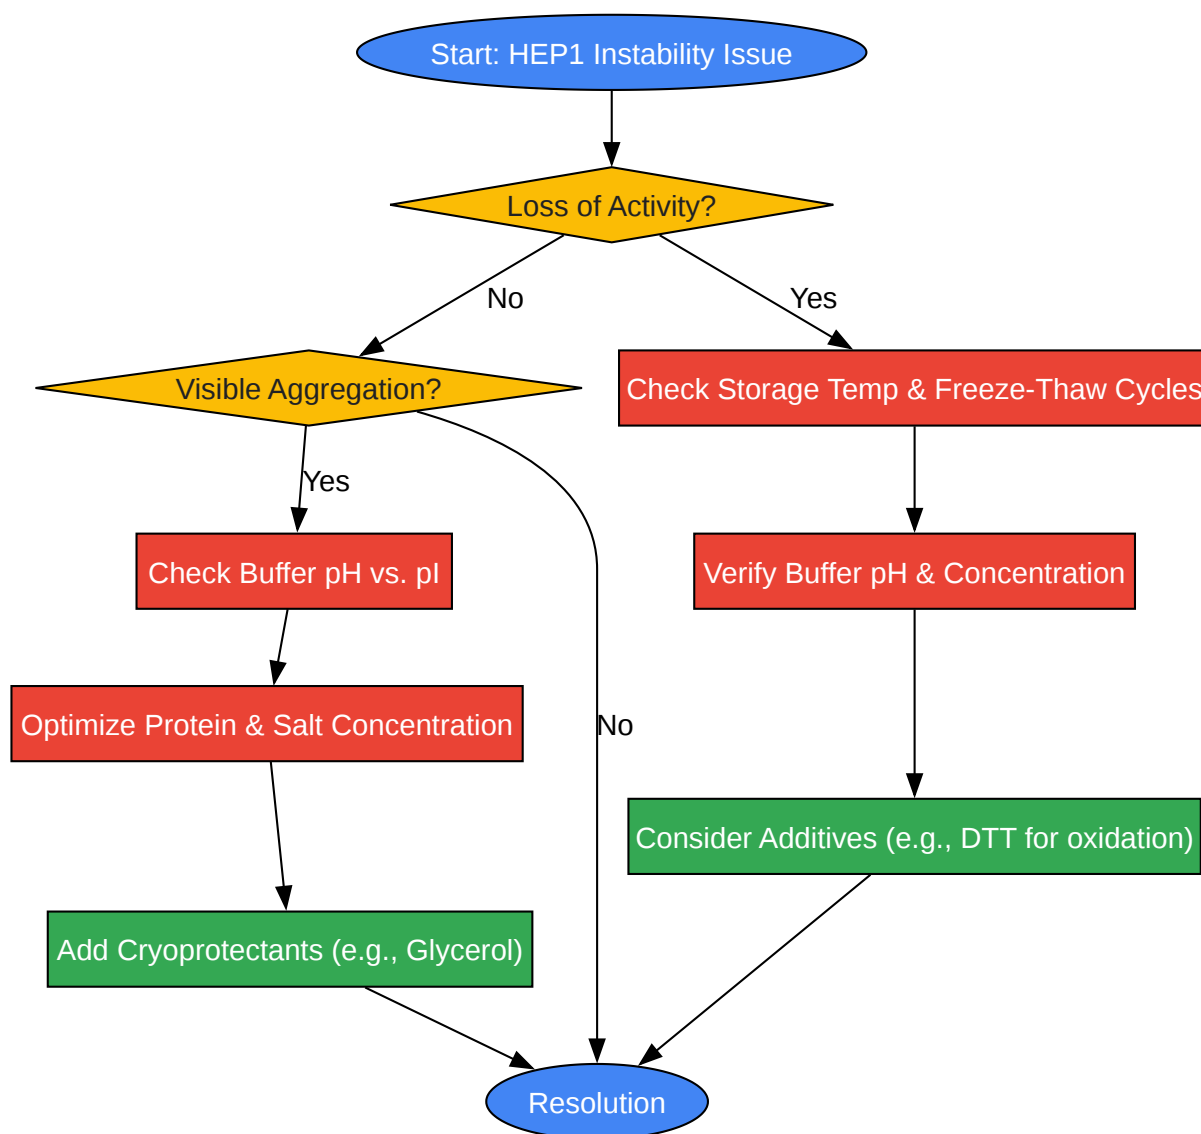 Start: HEP1 Instability Issue
Loss of Activity?
No
Yes
Visible Aggregation?
Check Storage Temp & Freeze-Thaw Cycles
Yes
Check Buffer pH vs. pI
Verify Buffer pH & Concentration
Optimize Protein & Salt Concentration
No
Consider Additives (e.g., DTT for oxidation)
Add Cryoprotectants (e.g., Glycerol)
Resolution